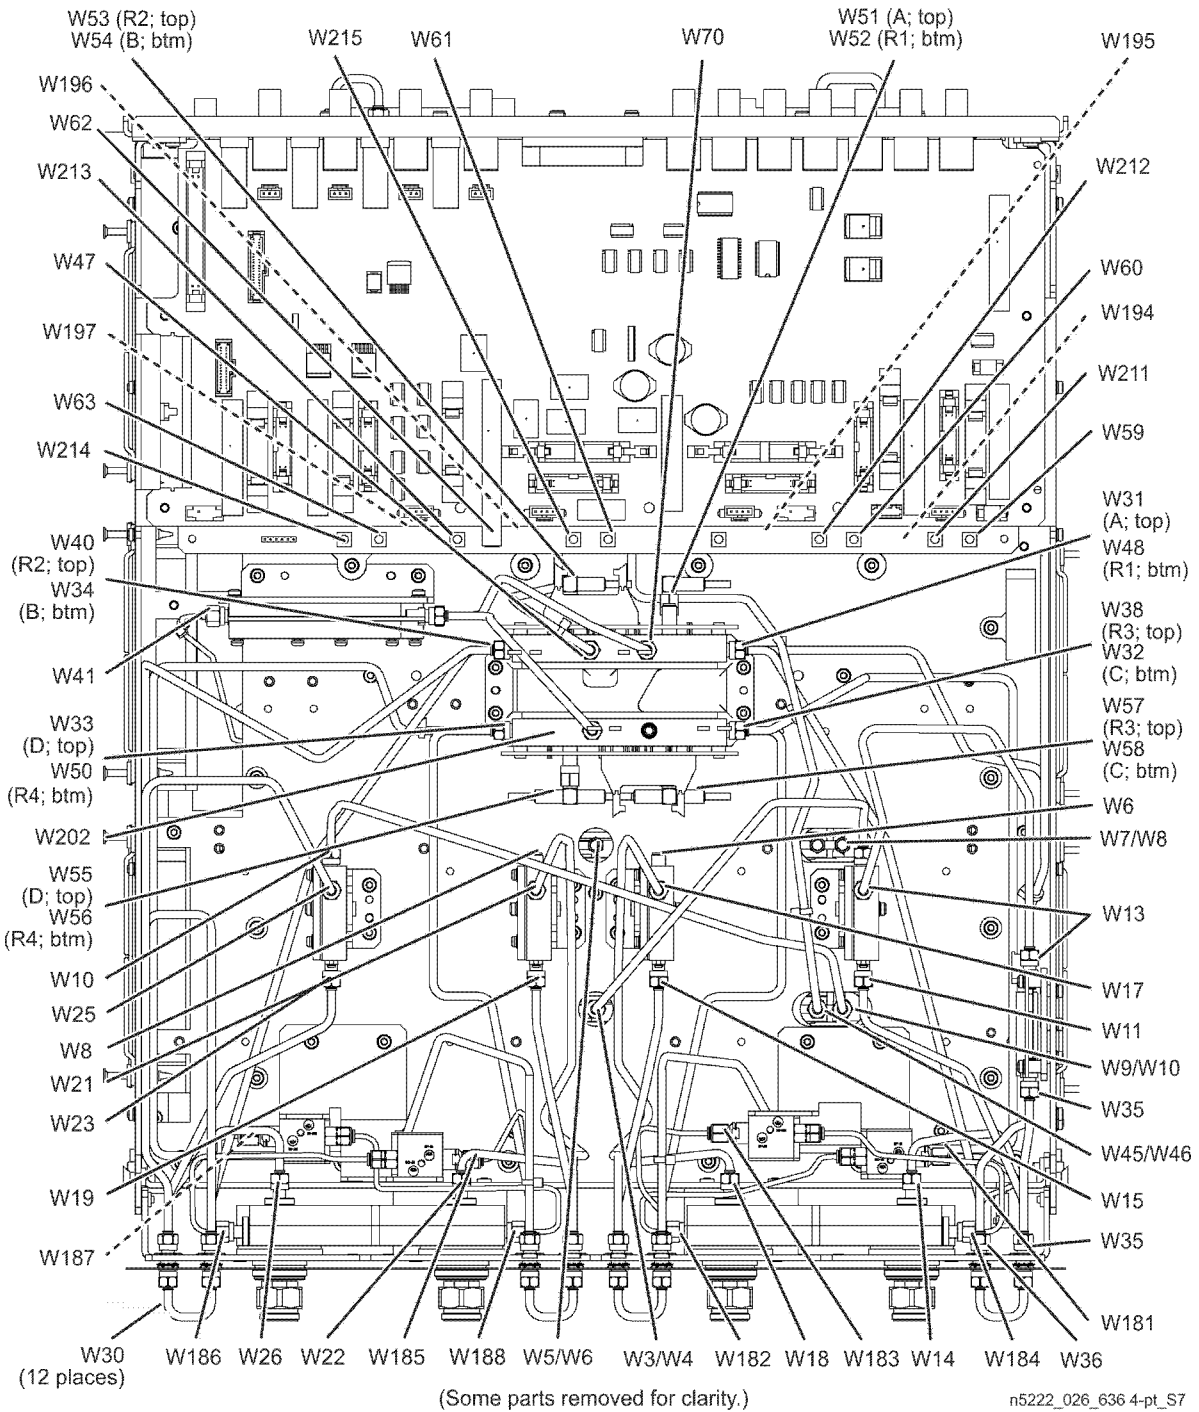 W53 (R2; top)
W54 (B; btm)
W215
W61
W70
W51 (A; top)
W52 (R1; btm)
W195
W196
W62
W213
W47
W197
W63
W214
W40
(R2; top)
W34
(B; btm)
W41
W33
(D; top)
W50
(R4; btm)
W202
W55
(D; top)
W56
(R4; btm)
W10
W25
W8
W21
W23
W19
W187
W212
W60
W194
W211
W59
W31
(A; top)
W48
(R1; btm)
W38
(R3; top)
W32
(C; btm)
W57
(R3; top)
W58
(C; btm)
W6
W7/W8
W13
W17
W11
W9/W10
W35
W45/W46
W15
W35
W181
W30
(12 places)
W186
W26
W22
W185
W188
W5/W6
W3/W4
W182
W18
W183
W14
W184
W36
(Some parts removed for clarity.)
n5222_026_636 4-pt_S7